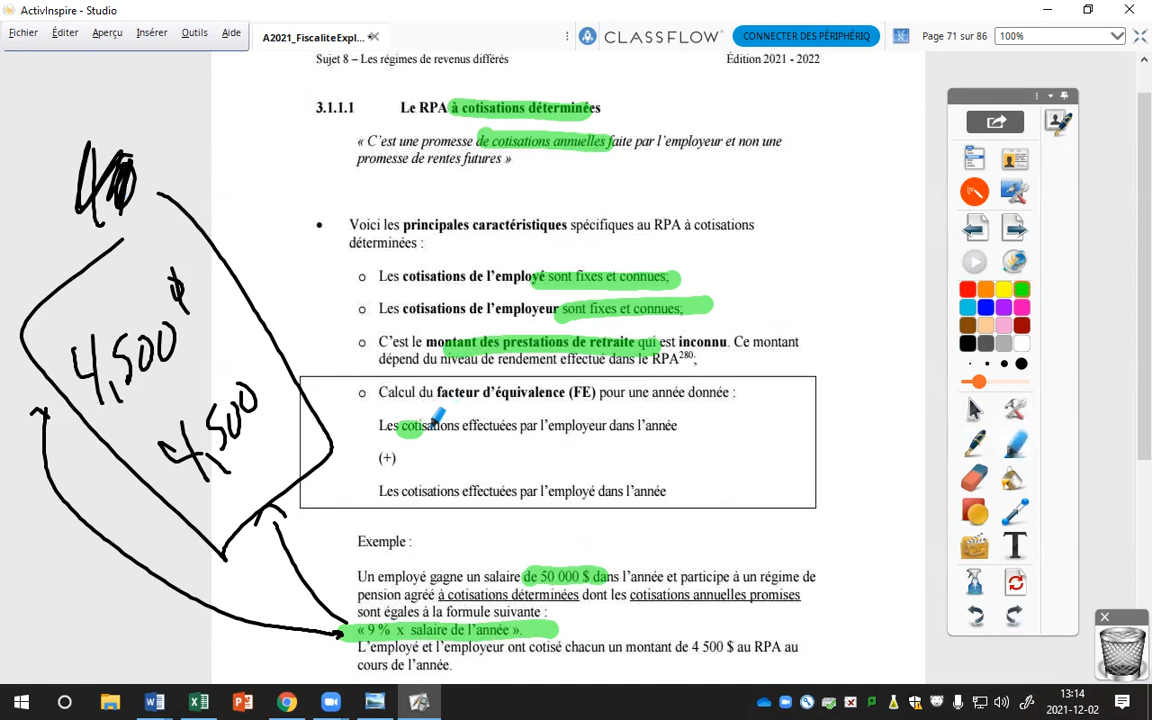 ActivInspire - Studio
Fichier Éditer Aperçu Insérer Outils Aide A2021_FiscaliteExpl... CLASSFLOW CONNECTER DES PÉRIPHÉRIQ Page 71 sur 86 100%
Sujet 8 – Les régimes de revenus différés Édition 2021 - 2022
3.1.1.1 Le RPA à cotisations déterminées
« C'est une promesse de cotisations annuelles faite par l'employeur et non une
promesse de rentes futures »
Voici les principales caractéristiques spécifiques au RPA à cotisations
déterminées :
o Les cotisations de l'employé sont fixes et connues;
o Les cotisations de l'employeur sont fixes et connues;
o C'est le montant des prestations de retraite qui est inconnu. Ce montant
dépend du niveau de rendement effectué dans le RPA280;
o Calcul du facteur d'équivalence (FE) pour une année donnée :
Les cotisations effectuées par l'employeur dans l'année
(+)
Les cotisations effectuées par l'employé dans l'année
Exemple :
Un employé gagne un salaire de 50 000 $ dans l'année et participe à un régime de
pension agréé à cotisations déterminées dont les cotisations annuelles promises
sont égales à la formule suivante :
« 9 % x salaire de l'année ».
L'employé et l'employeur ont cotisé chacun un montant de 4 500 $ au RPA au
cours de l'année.
4,500 $
4,500
13:14
2021-12-02